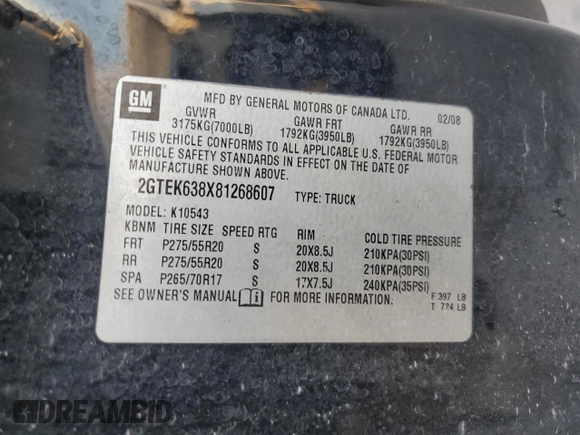 GM
MFD BY GENERAL MOTORS OF CANADA LTD. 02/08
GVWR GAWR FRT GAWR RR
3175KG(7000LB) 1792KG(3950LB) 1792KG(3950LB)
THIS VEHICLE CONFORMS TO ALL APPLICABLE U.S. FEDERAL MOTOR
VEHICLE SAFETY STANDARDS IN EFFECT ON THE DATE OF
MANUFACTURE SHOWN ABOVE.
2GTEK638X81268607 TYPE: TRUCK
MODEL: K10543
KBNM TIRE SIZE SPEED RTG RIM COLD TIRE PRESSURE
FRT P275/55R20 S 20X8.5J 210KPA(30PSI)
RR P275/55R20 S 20X8.5J 210KPA(30PSI)
SPA P265/70R17 S 17X7.5J 240KPA(35PSI)
SEE OWNER'S MANUAL FOR MORE INFORMATION.
F 397 LB
T 724 LB
DREAMBID